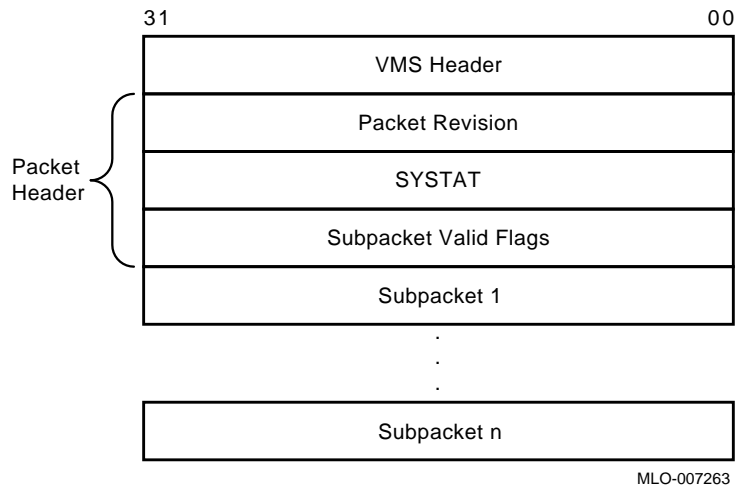 31 00
VMS Header
Packet Revision
Packet
Header
SYSTAT
Subpacket Valid Flags
Subpacket 1
.
.
.
Subpacket n
MLO-007263